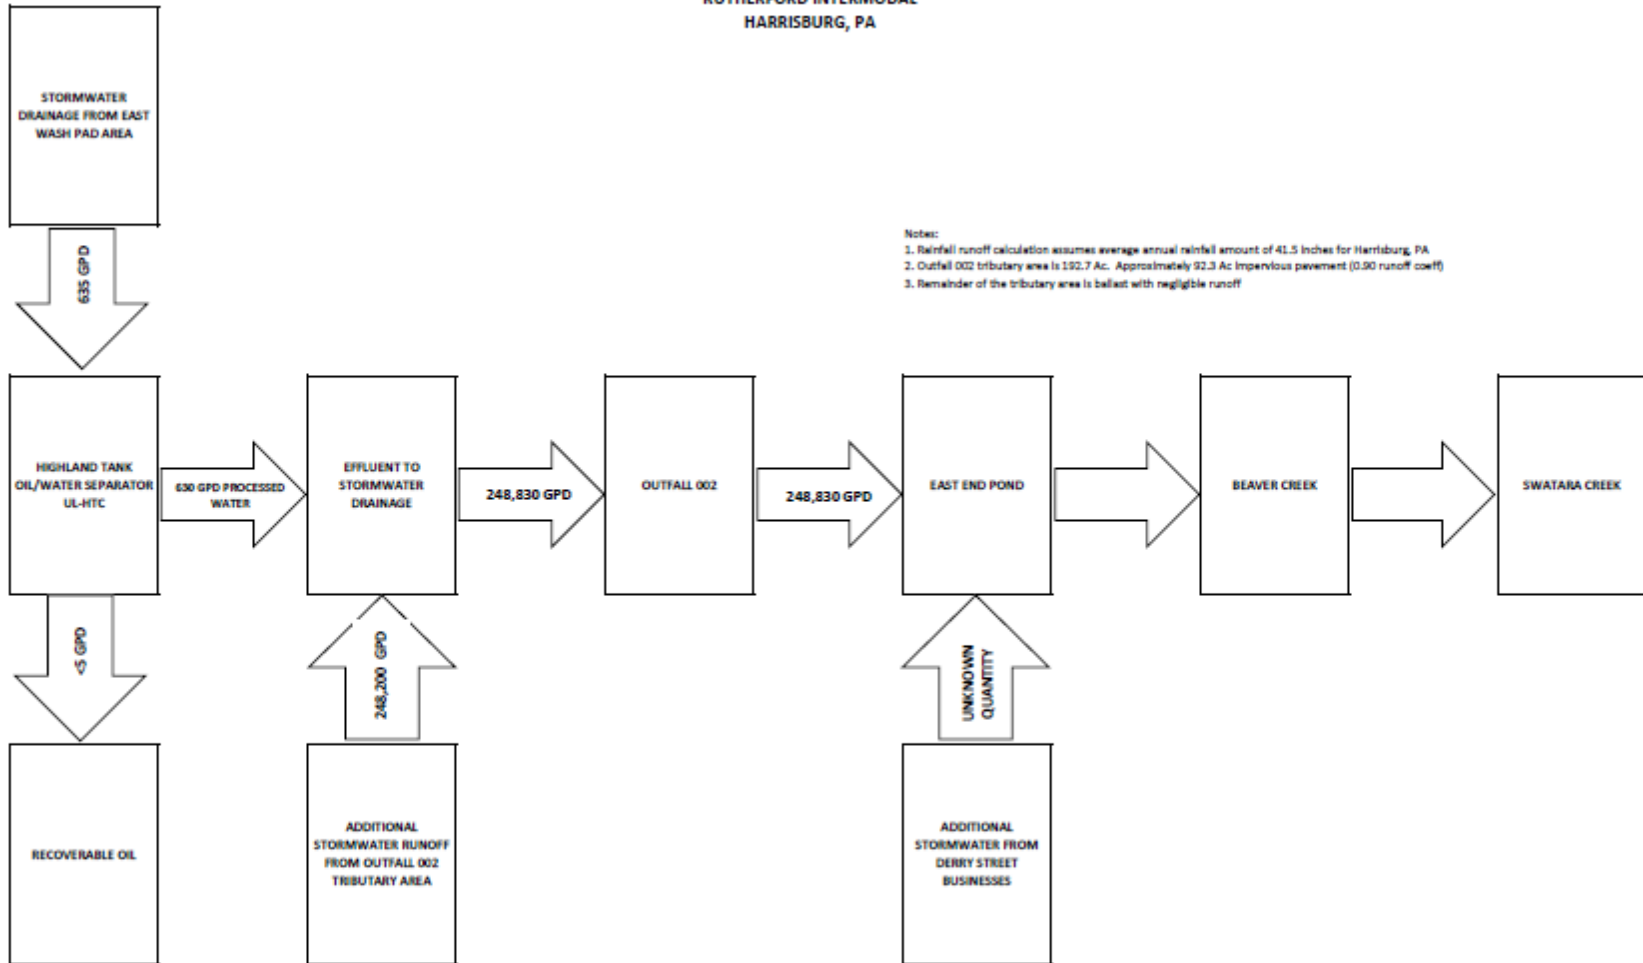 ROTHERFORD INTERMODAL
HARRISBURG, PA
STORMWATER
DRAINAGE FROM EAST
WASH PAD AREA
635 GPD
Notes:
1. Rainfall runoff calculation assumes average annual rainfall amount of 41.5 inches for Harrisburg, PA
2. Outfall 002 tributary area is 192.7 Ac. Approximately 92.3 Ac impervious pavement (0.90 runoff coeff)
3. Remainder of the tributary area is ballast with negligible runoff
HIGHLAND TANK
OIL/WATER SEPARATOR
UL-HTC
630 GPD PROCESSED
WATER
EFFLUENT TO
STORMWATER
DRAINAGE
248,830 GPD
OUTFALL 002
248,830 GPD
EAST END POND
BEAVER CREEK
SWATARA CREEK
<5 GPD
248,200 GPD
UNKNOWN
QUANTITY
RECOVERABLE OIL
ADDITIONAL
STORMWATER RUNOFF
FROM OUTFALL 002
TRIBUTARY AREA
ADDITIONAL
STORMWATER FROM
DERRY STREET
BUSINESSES